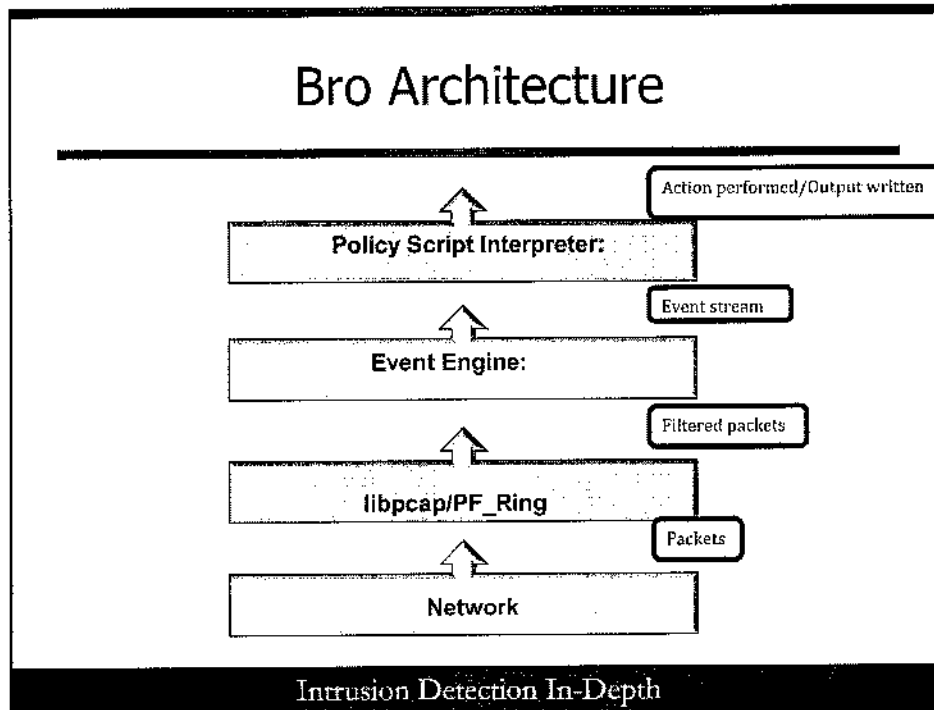 Bro Architecture
Action performed/Output written
Policy Script Interpreter:
Event stream
Event Engine:
Filtered packets
libpcap/PF_Ring
Packets
Network
Intrusion Detection In-Depth